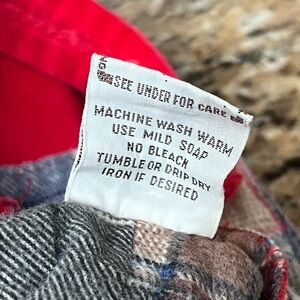 SEE UNDER FOR CARE
MACHINE WASH WARM
USE MILD SOAP
NO BLEACH
TUMBLE OR DRIP DRY
IRON IF DESIRED